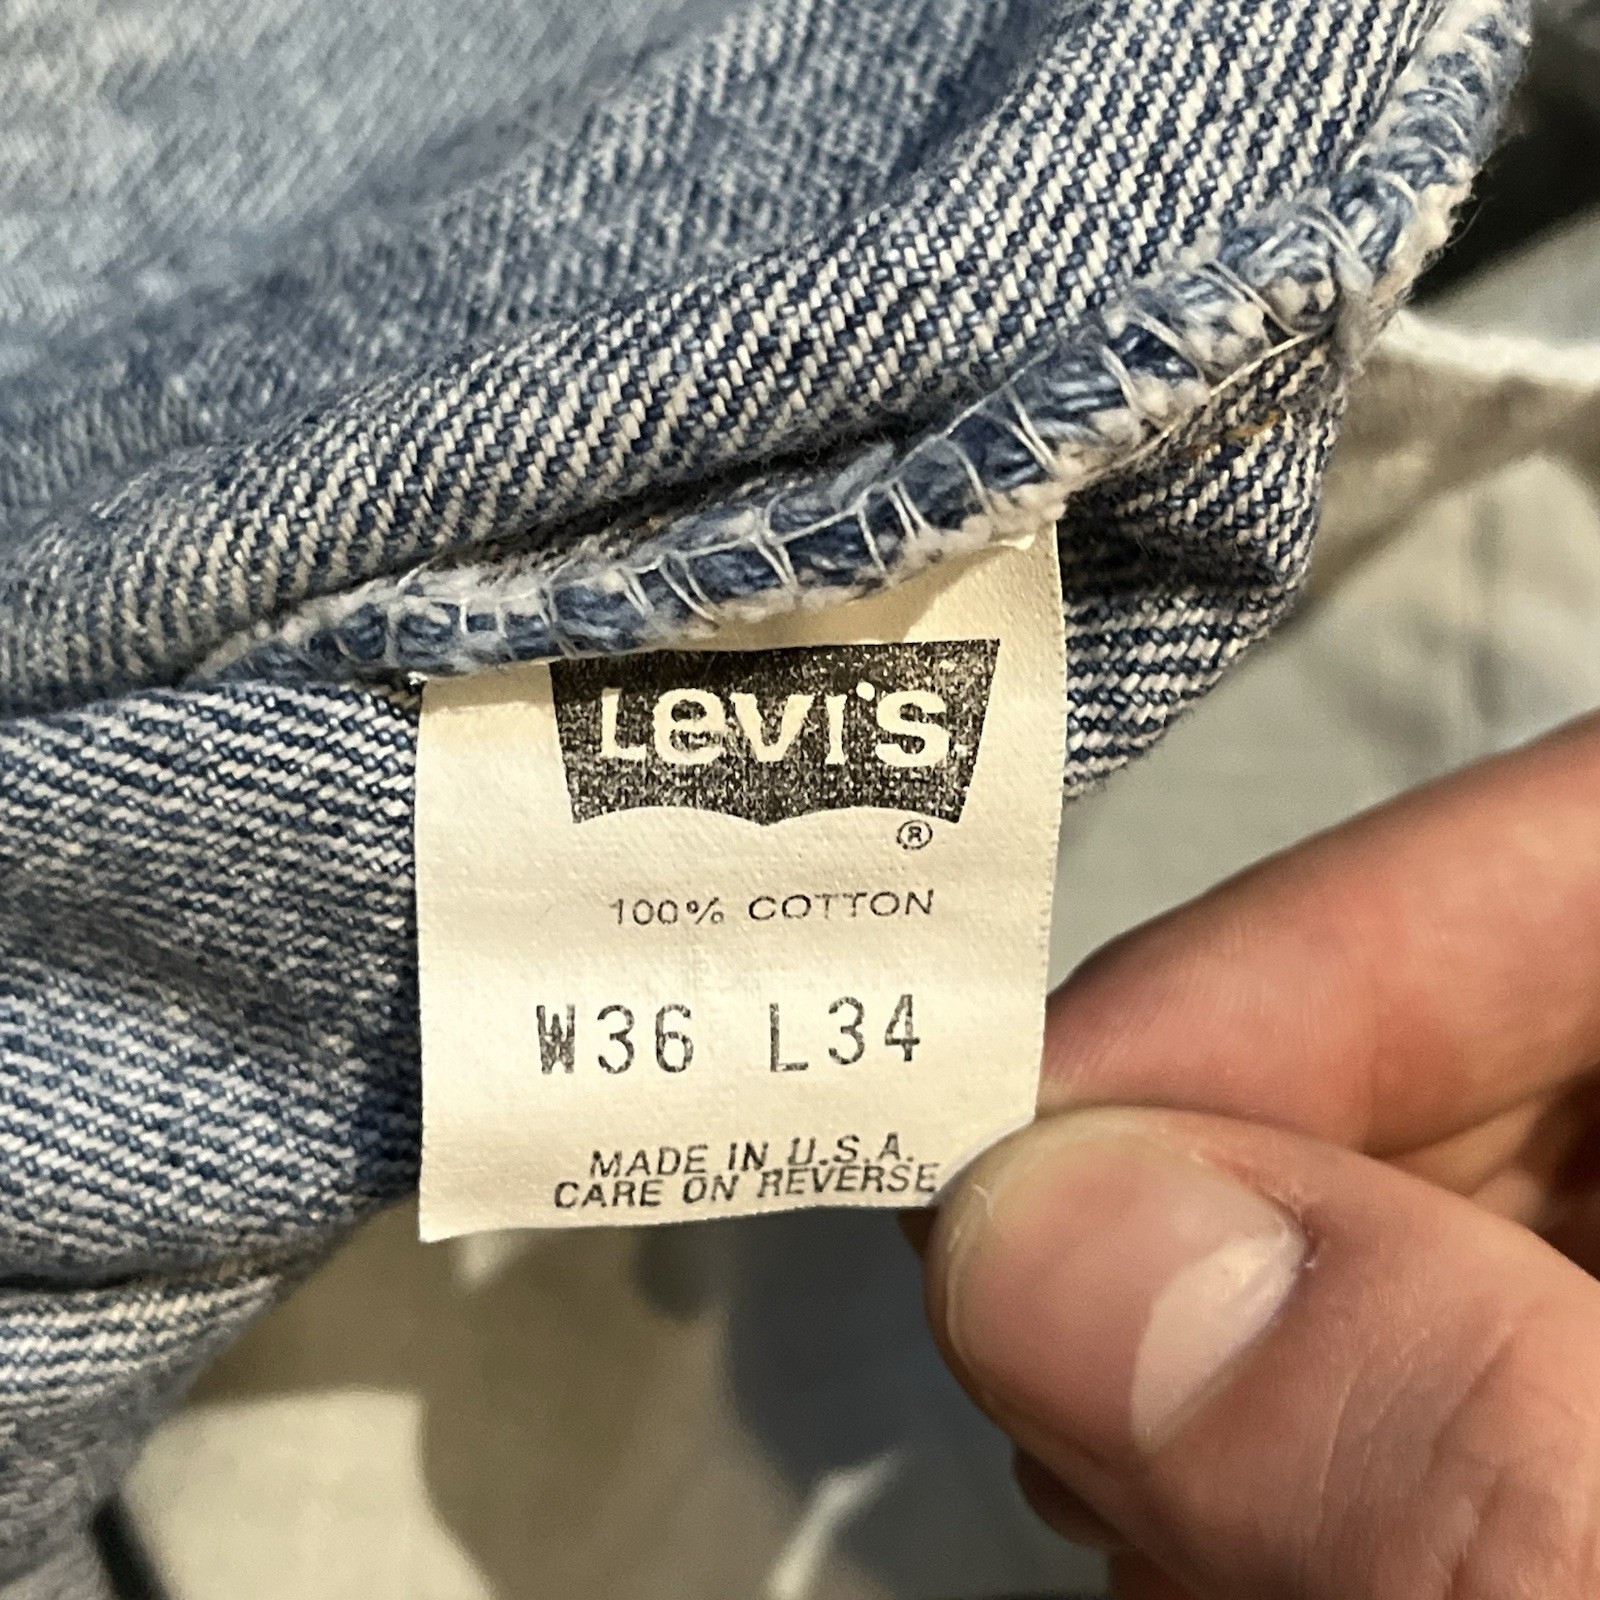 Levi's
®
100% COTTON
W36 L34
MADE IN U.S.A.
CARE ON REVERSE